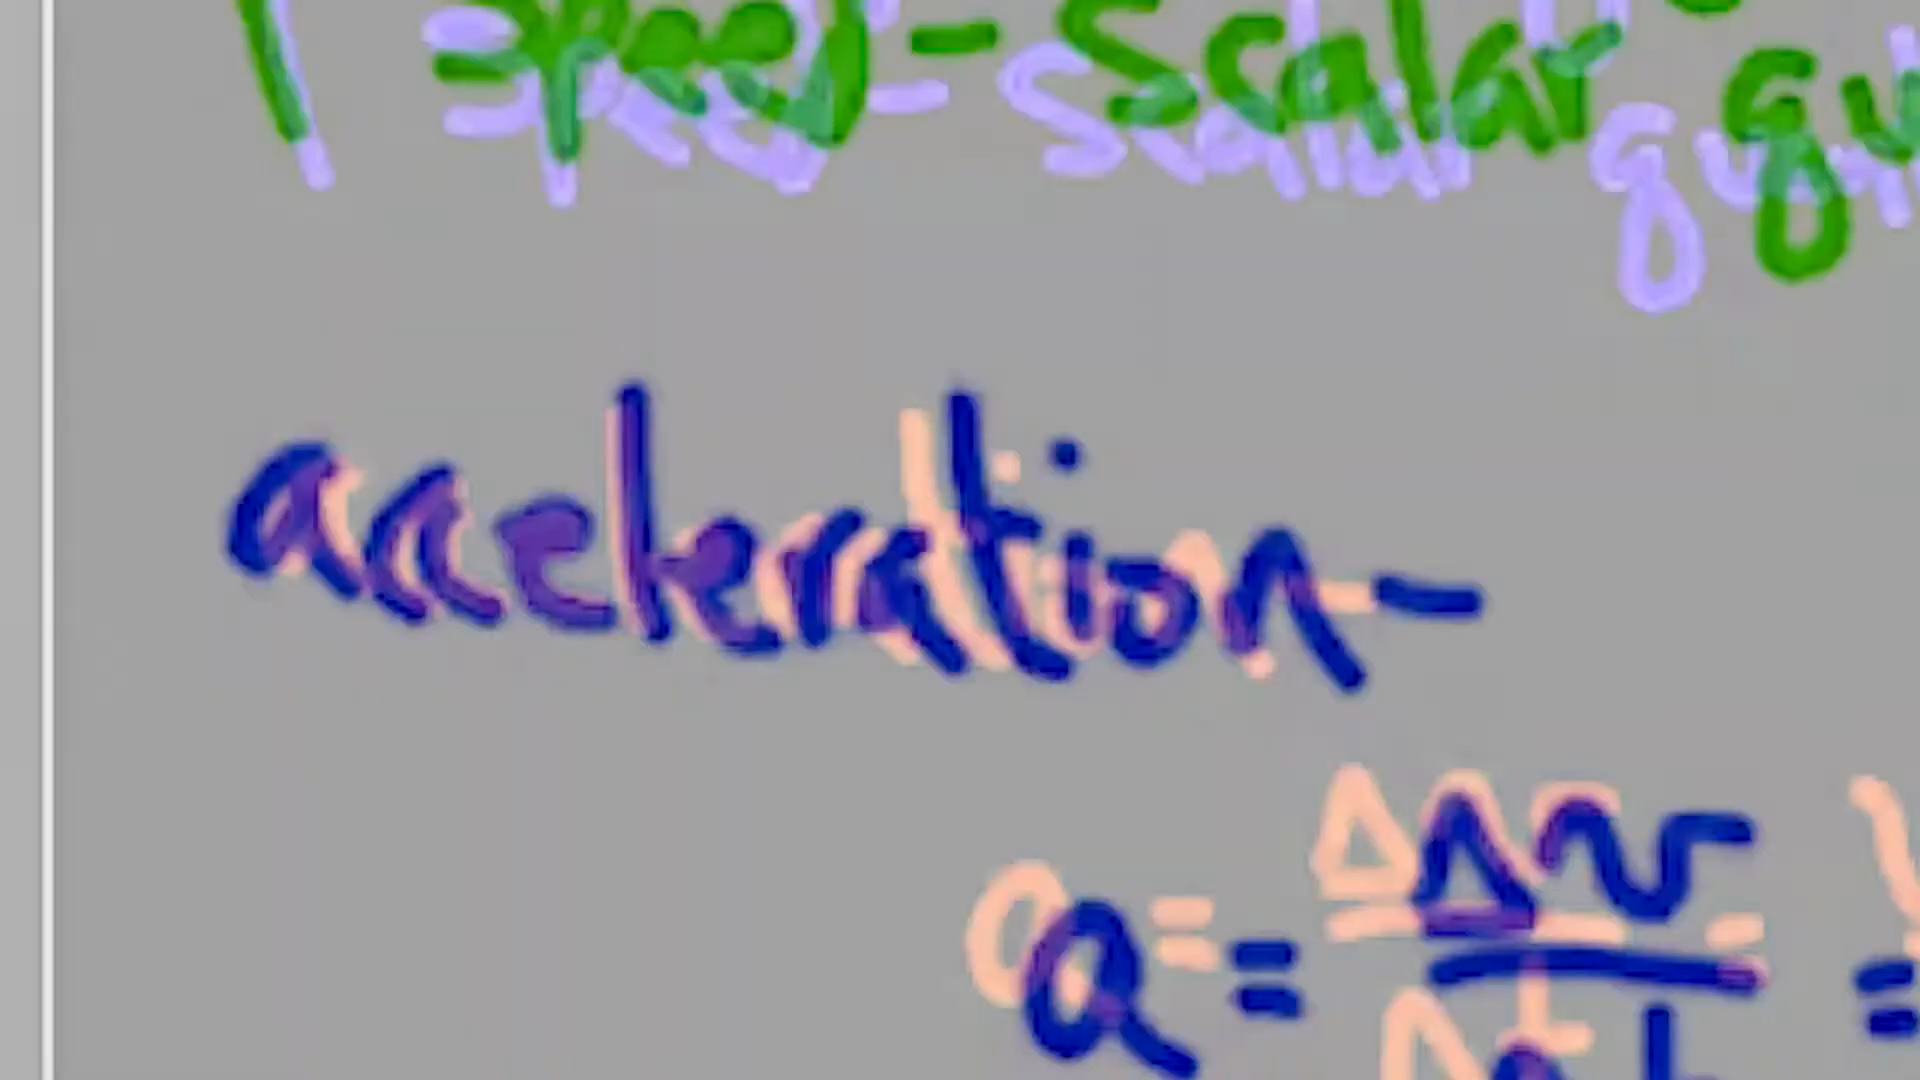 speed - scalar
acceleration -
a = Δv